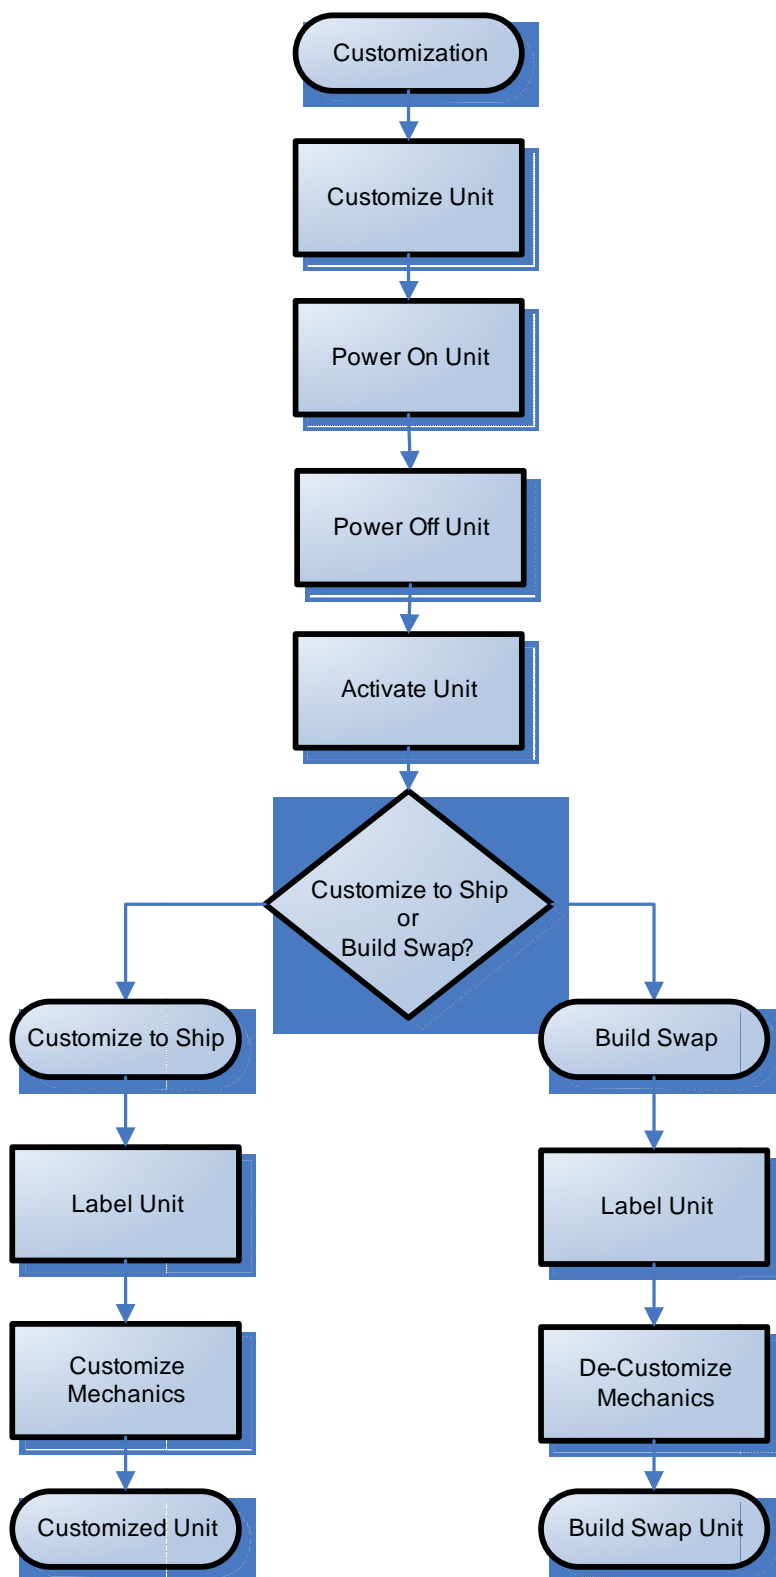 Customization
Customize Unit
Power On Unit
Power Off Unit
Activate Unit
Customize to Ship
or
Build Swap?
Customize to Ship
Build Swap
Label Unit
Label Unit
Customize
Mechanics
De-Customize
Mechanics
Customized Unit
Build Swap Unit